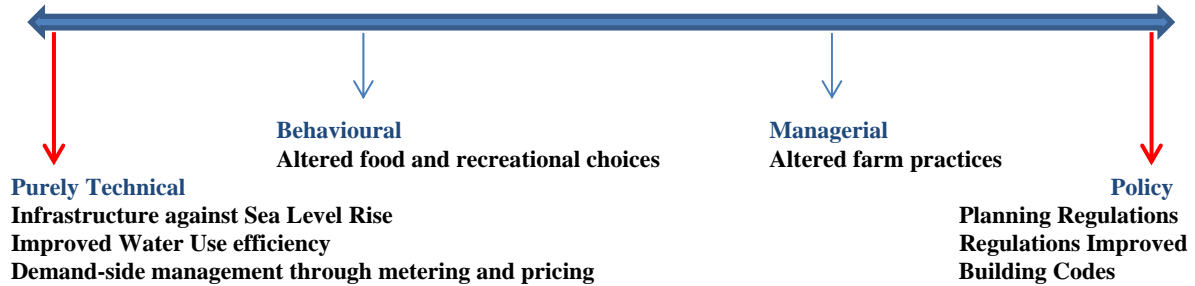 Behavioural
Altered food and recreational choices
Managerial
Altered farm practices
Purely Technical
Infrastructure against Sea Level Rise
Improved Water Use efficiency
Demand-side management through metering and pricing
Policy
Planning Regulations
Regulations Improved
Building Codes